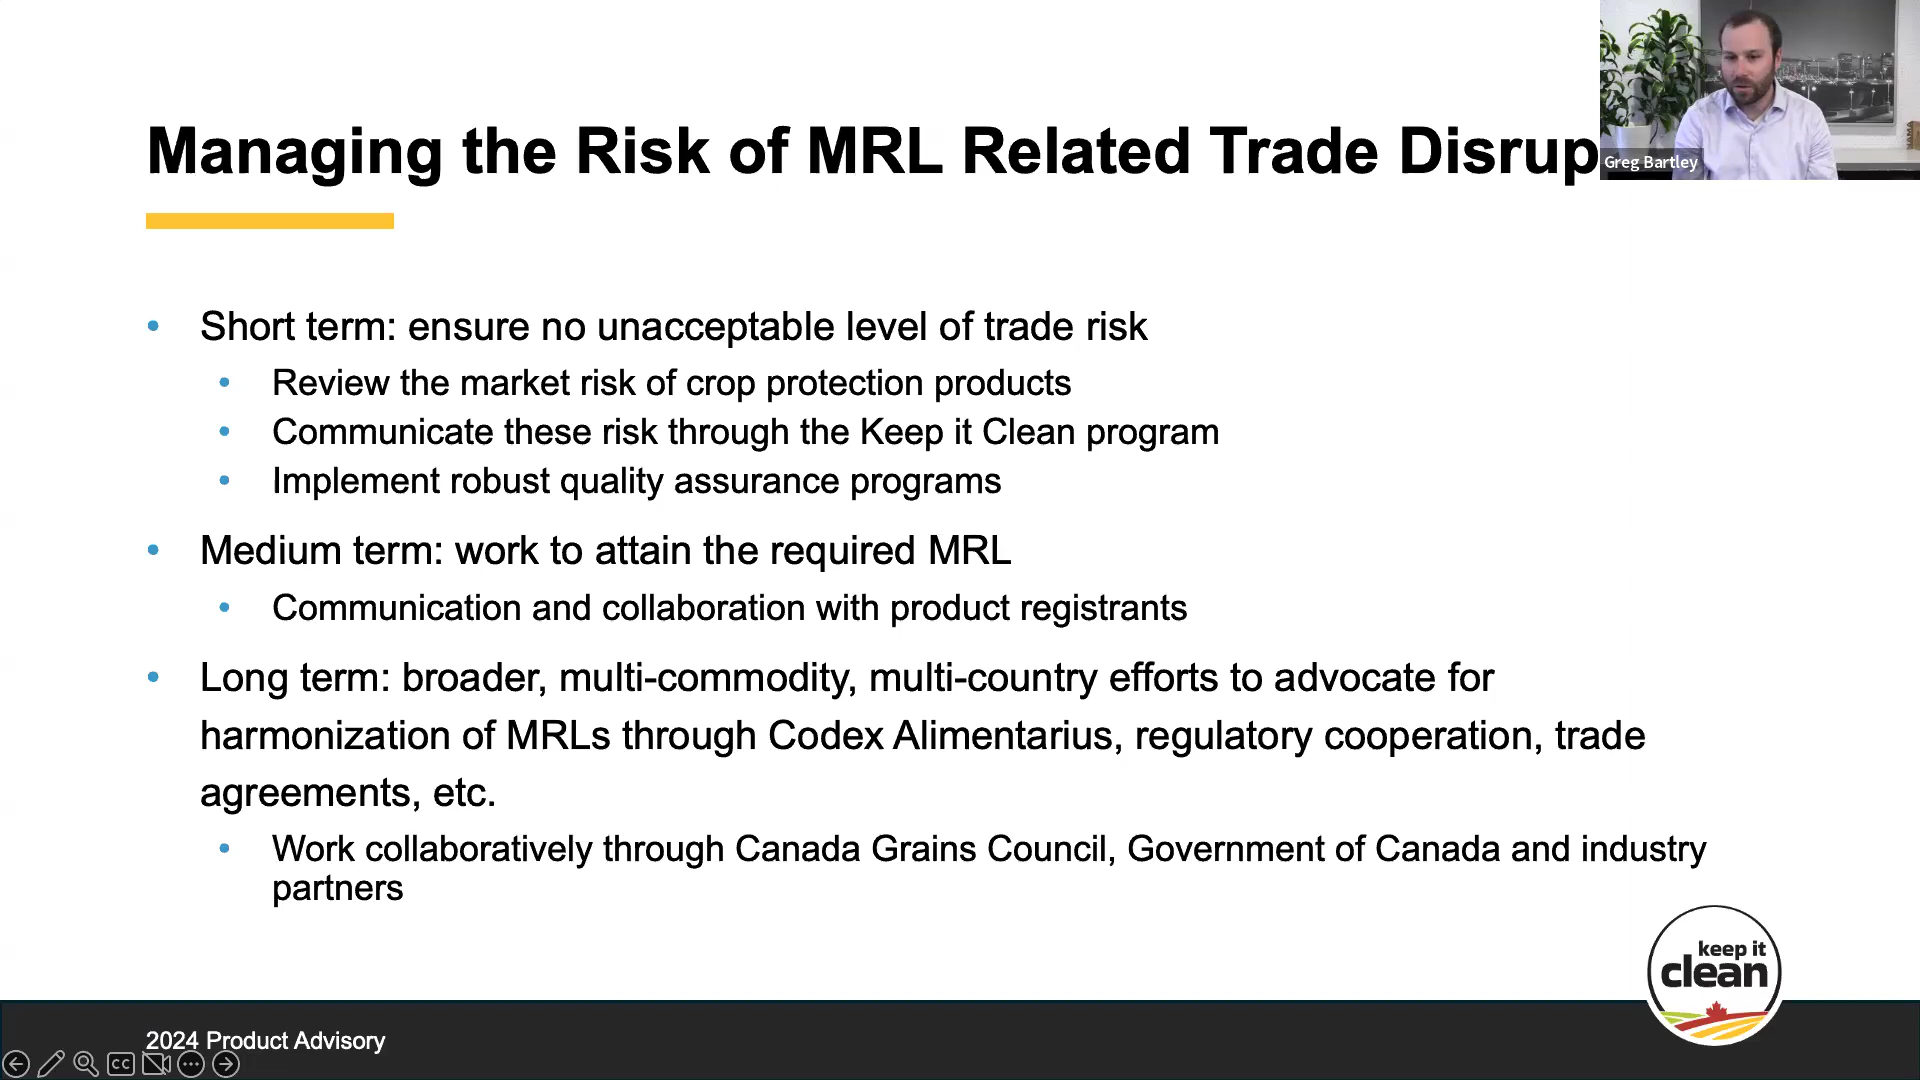 Managing the Risk of MRL Related Trade Disrup
Greg Bartley
• Short term: ensure no unacceptable level of trade risk
• Review the market risk of crop protection products
• Communicate these risk through the Keep it Clean program
• Implement robust quality assurance programs
• Medium term: work to attain the required MRL
• Communication and collaboration with product registrants
• Long term: broader, multi-commodity, multi-country efforts to advocate for
harmonization of MRLs through Codex Alimentarius, regulatory cooperation, trade
agreements, etc.
• Work collaboratively through Canada Grains Council, Government of Canada and industry
partners
keep it
clean
2024 Product Advisory
CC